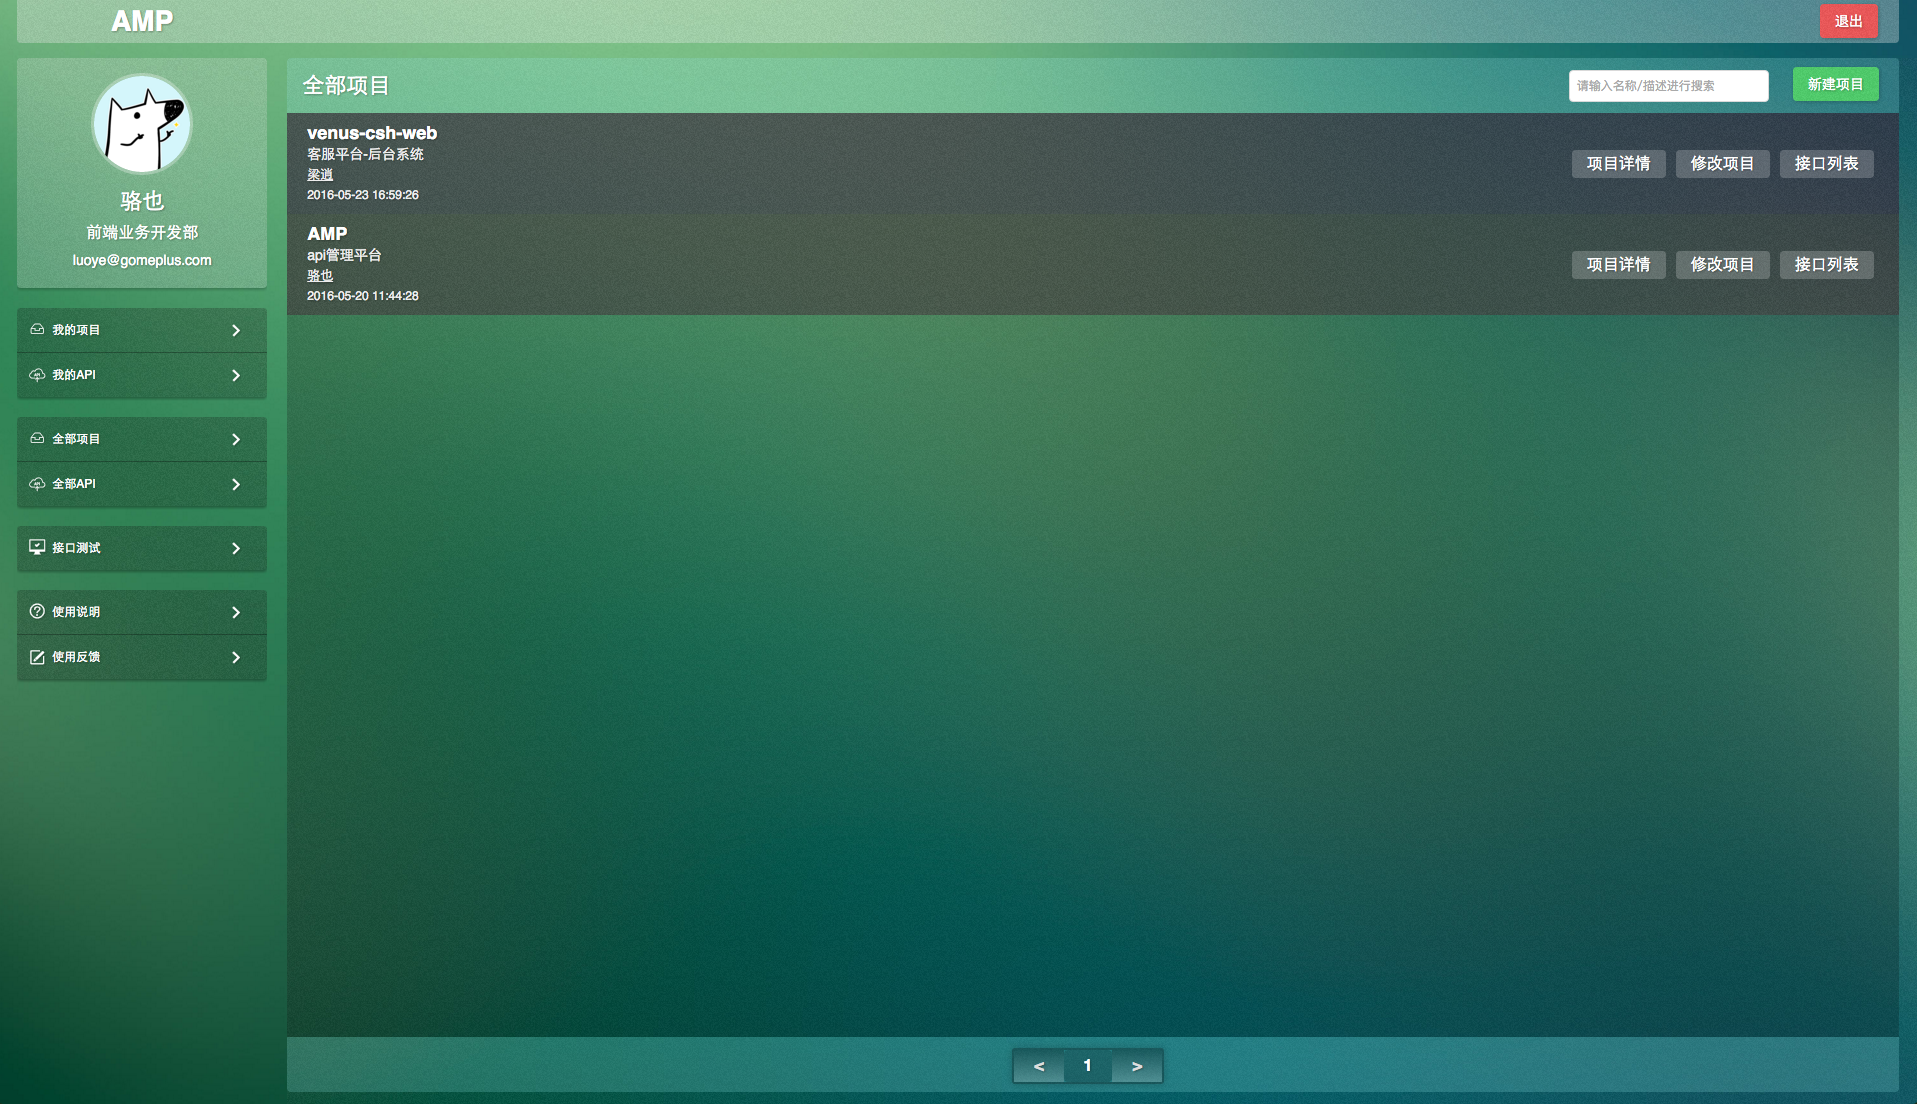 AMP
退出
骆也
前端业务开发部
luoye@gomeplus.com
我的项目
我的API
全部项目
全部API
接口测试
使用说明
使用反馈
全部项目
请输入名称/描述进行搜索
新建项目
venus-csh-web
客服平台-后台系统
梁逍
2016-05-23 16:59:26
项目详情 修改项目 接口列表
AMP
api管理平台
骆也
2016-05-20 11:44:28
项目详情 修改项目 接口列表
< 1 >